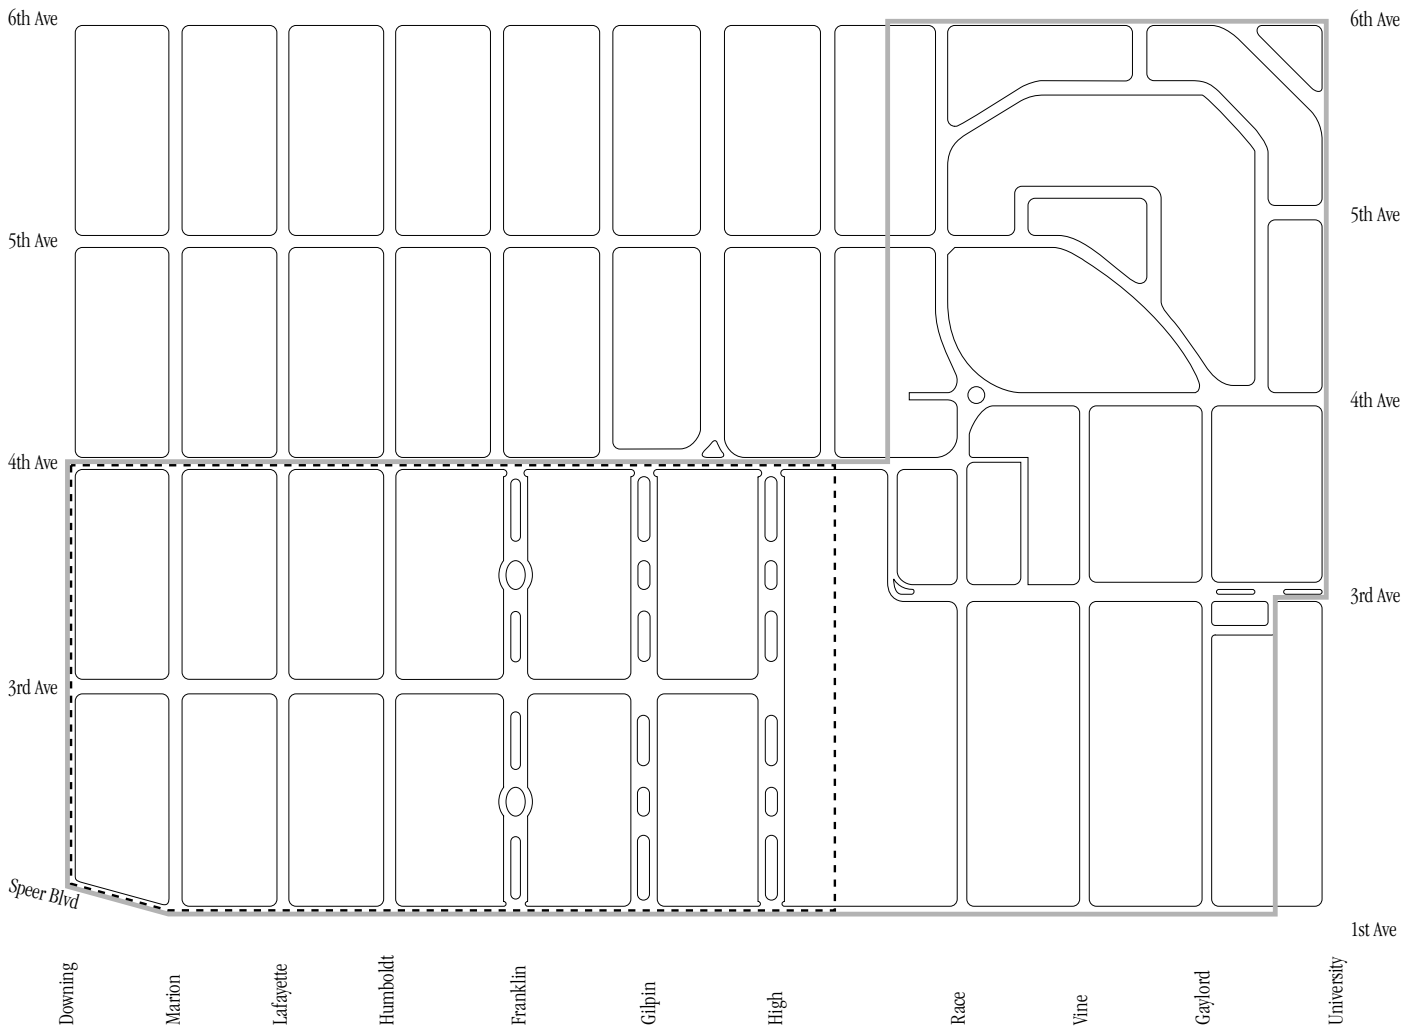 6th Ave
6th Ave
5th Ave
5th Ave
4th Ave
4th Ave
3rd Ave
3rd Ave
Speer Blvd
1st Ave
Downing
Marion
Lafayette
Humboldt
Franklin
Gilpin
High
Race
Vine
Gaylord
University